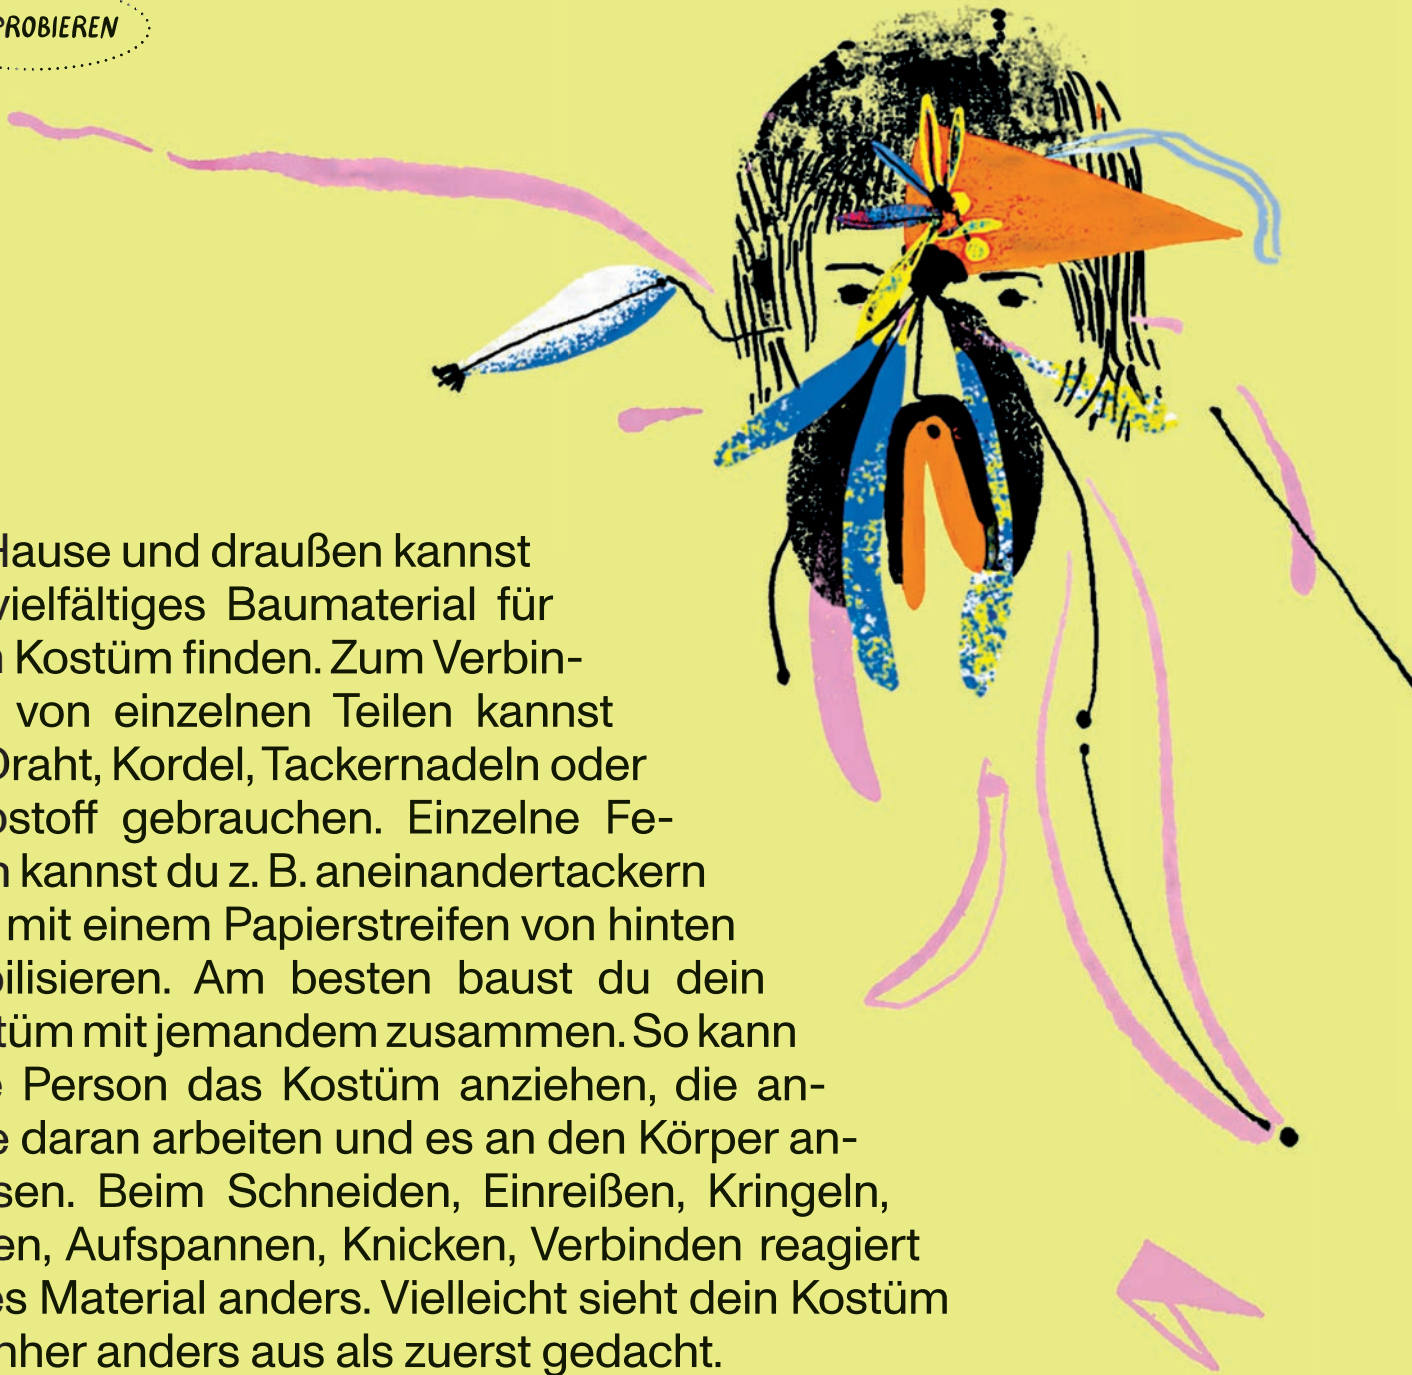 PROBIEREN
Hause und draußen kannst
vielfältiges Baumaterial für
Kostüm finden. Zum Verbin-
von einzelnen Teilen kannst
Draht, Kordel, Tackernadeln oder
bstoff gebrauchen. Einzelne Fe-
n kannst du z. B. aneinandertackern
mit einem Papierstreifen von hinten
bilisieren. Am besten baust du dein
tüm mit jemandem zusammen. So kann
e Person das Kostüm anziehen, die an-
e daran arbeiten und es an den Körper an-
sen. Beim Schneiden, Einreißen, Kringeln,
en, Aufspannen, Knicken, Verbinden reagiert
es Material anders. Vielleicht sieht dein Kostüm
nher anders aus als zuerst gedacht.